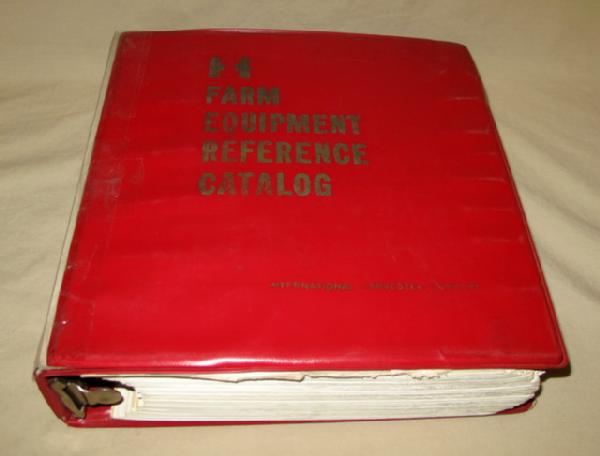 FARM
EQUIPMENT
REFERENCE
CATALOG
INTERNATIONAL HARVESTER COMPANY